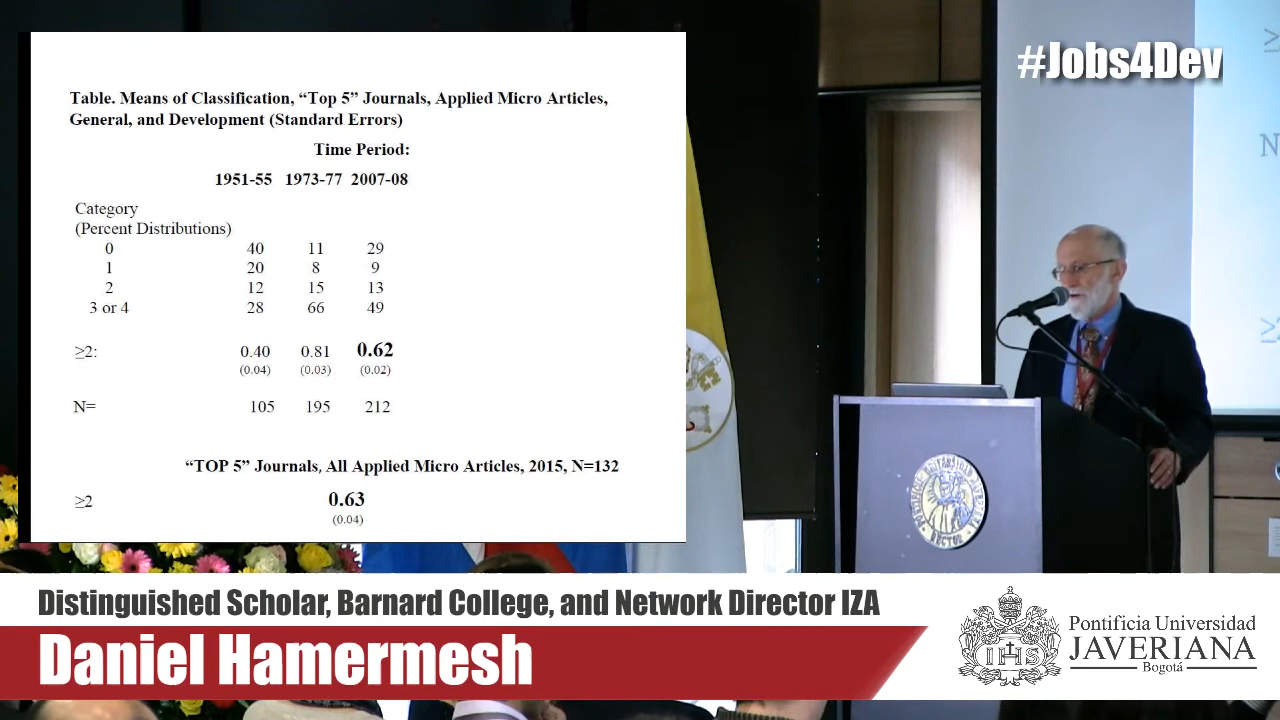 #Jobs4Dev
Table. Means of Classification, “Top 5” Journals, Applied Micro Articles,
General, and Development (Standard Errors)
Time Period:
1951-55 1973-77 2007-08
Category
(Percent Distributions)
0 40 11 29
1 20 8 9
2 12 15 13
3 or 4 28 66 49
≥2: 0.40 0.81 0.62
(0.04) (0.03) (0.02)
N= 105 195 212
“TOP 5” Journals, All Applied Micro Articles, 2015, N=132
≥2 0.63
(0.04)
Distinguished Scholar, Barnard College, and Network Director IZA
Daniel Hamermesh
IHS
Pontificia Universidad
JAVERIANA
Bogotá